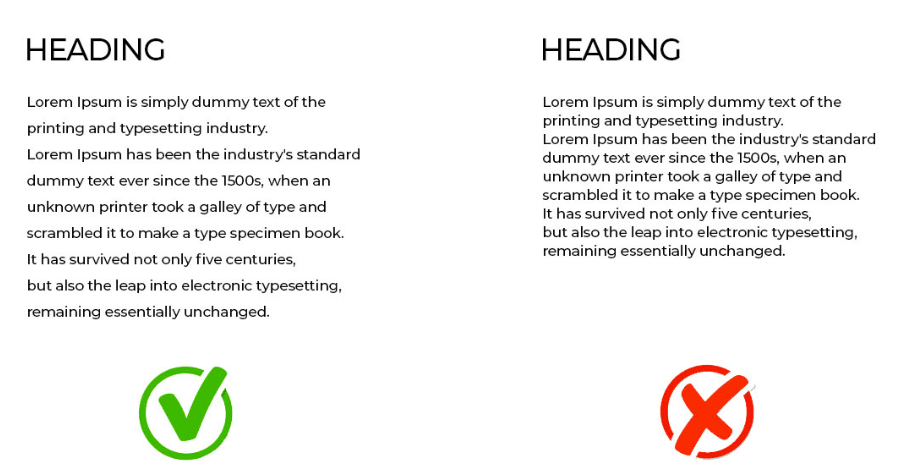 HEADING
Lorem Ipsum is simply dummy text of the
printing and typesetting industry.
Lorem Ipsum has been the industry's standard
dummy text ever since the 1500s, when an
unknown printer took a galley of type and
scrambled it to make a type specimen book.
It has survived not only five centuries,
but also the leap into electronic typesetting,
remaining essentially unchanged.
HEADING
Lorem Ipsum is simply dummy text of the
printing and typesetting industry.
Lorem Ipsum has been the industry's standard
dummy text ever since the 1500s, when an
unknown printer took a galley of type and
scrambled it to make a type specimen book.
It has survived not only five centuries,
but also the leap into electronic typesetting,
remaining essentially unchanged.